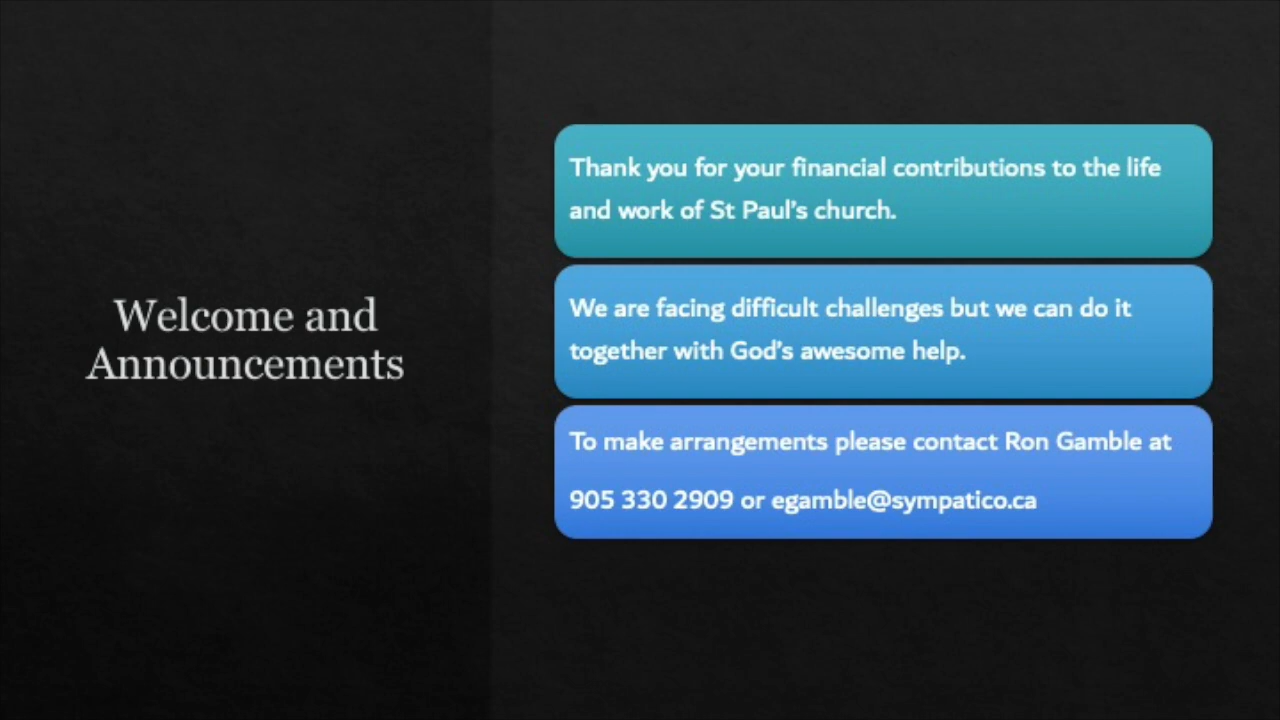 Welcome and
Announcements
Thank you for your financial contributions to the life
and work of St Paul's church.
We are facing difficult challenges but we can do it
together with God's awesome help.
To make arrangements please contact Ron Gamble at
905 330 2909 or egamble@sympatico.ca